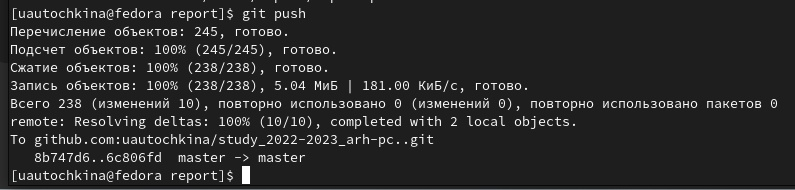 [uautochkina@fedora report]$ git push
Перечисление объектов: 245, готово.
Подсчет объектов: 100% (245/245), готово.
Сжатие объектов: 100% (238/238), готово.
Запись объектов: 100% (238/238), 5.04 МиБ | 181.00 КиБ/с, готово.
Всего 238 (изменений 10), повторно использовано 0 (изменений 0), повторно использовано пакетов 0
remote: Resolving deltas: 100% (10/10), completed with 2 local objects.
To github.com:uautochkina/study_2022-2023_arh-pc..git
   8b747d6..6c806fd  master -> master
[uautochkina@fedora report]$